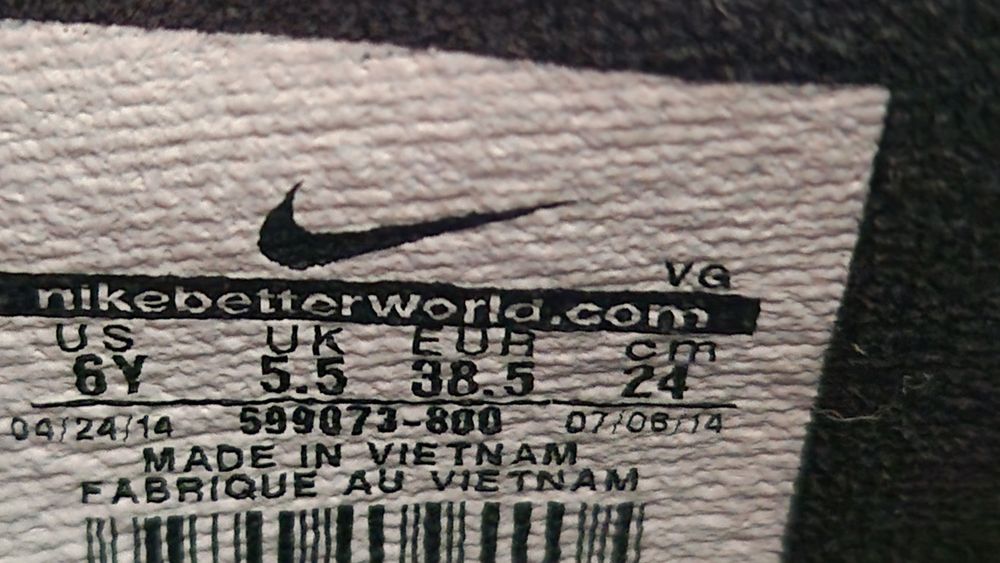 VG
nikebetterworld.com
US UK EUR cm
6Y 5.5 38.5 24
04/24/14 599073-800 07/06/14
MADE IN VIETNAM
FABRIQUE AU VIETNAM